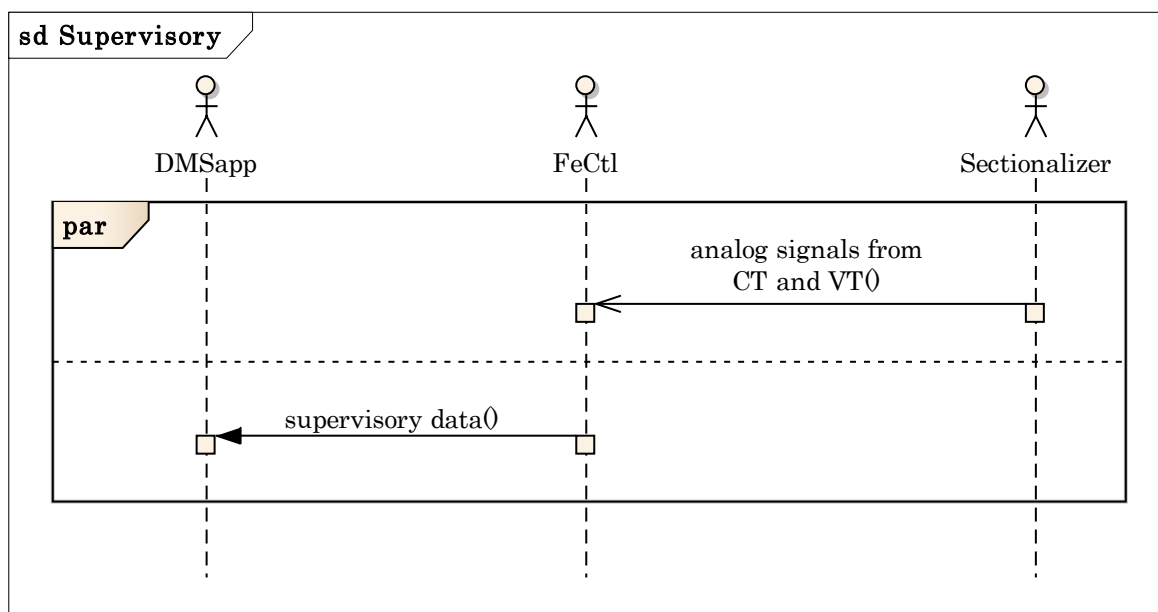 sd Supervisory
DMSapp
FeCtl
Sectionalizer
par
analog signals from
CT and VT()
supervisory data()